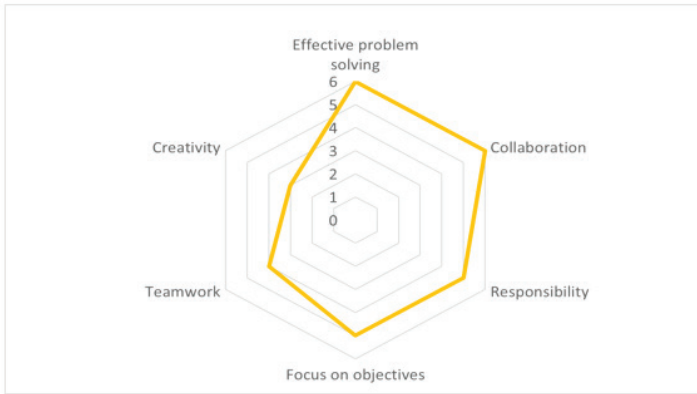 Effective problem
solving
6
5
4
3
2
1
0
Creativity
Collaboration
Teamwork
Responsibility
Focus on objectives